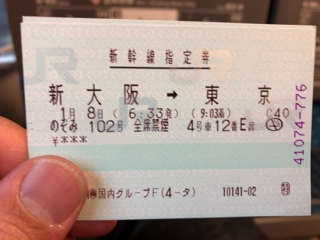 新幹線指定券
新大阪 → 東京
1月 8日 ( 6:33発) ( 9:03着) C40
のぞみ 102号 全席禁煙 4号車 12番E席
¥***
国内グループF(4-タ) 10141-02
41074-776